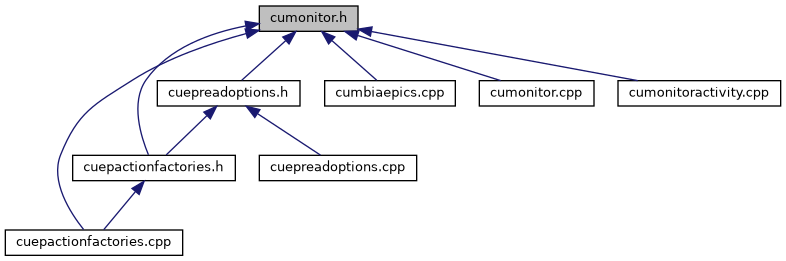 cumonitor.h
cuepreadoptions.h
cumbiaepics.cpp
cumonitor.cpp
cumonitoractivity.cpp
cuepactionfactories.h
cuepreadoptions.cpp
cuepactionfactories.cpp